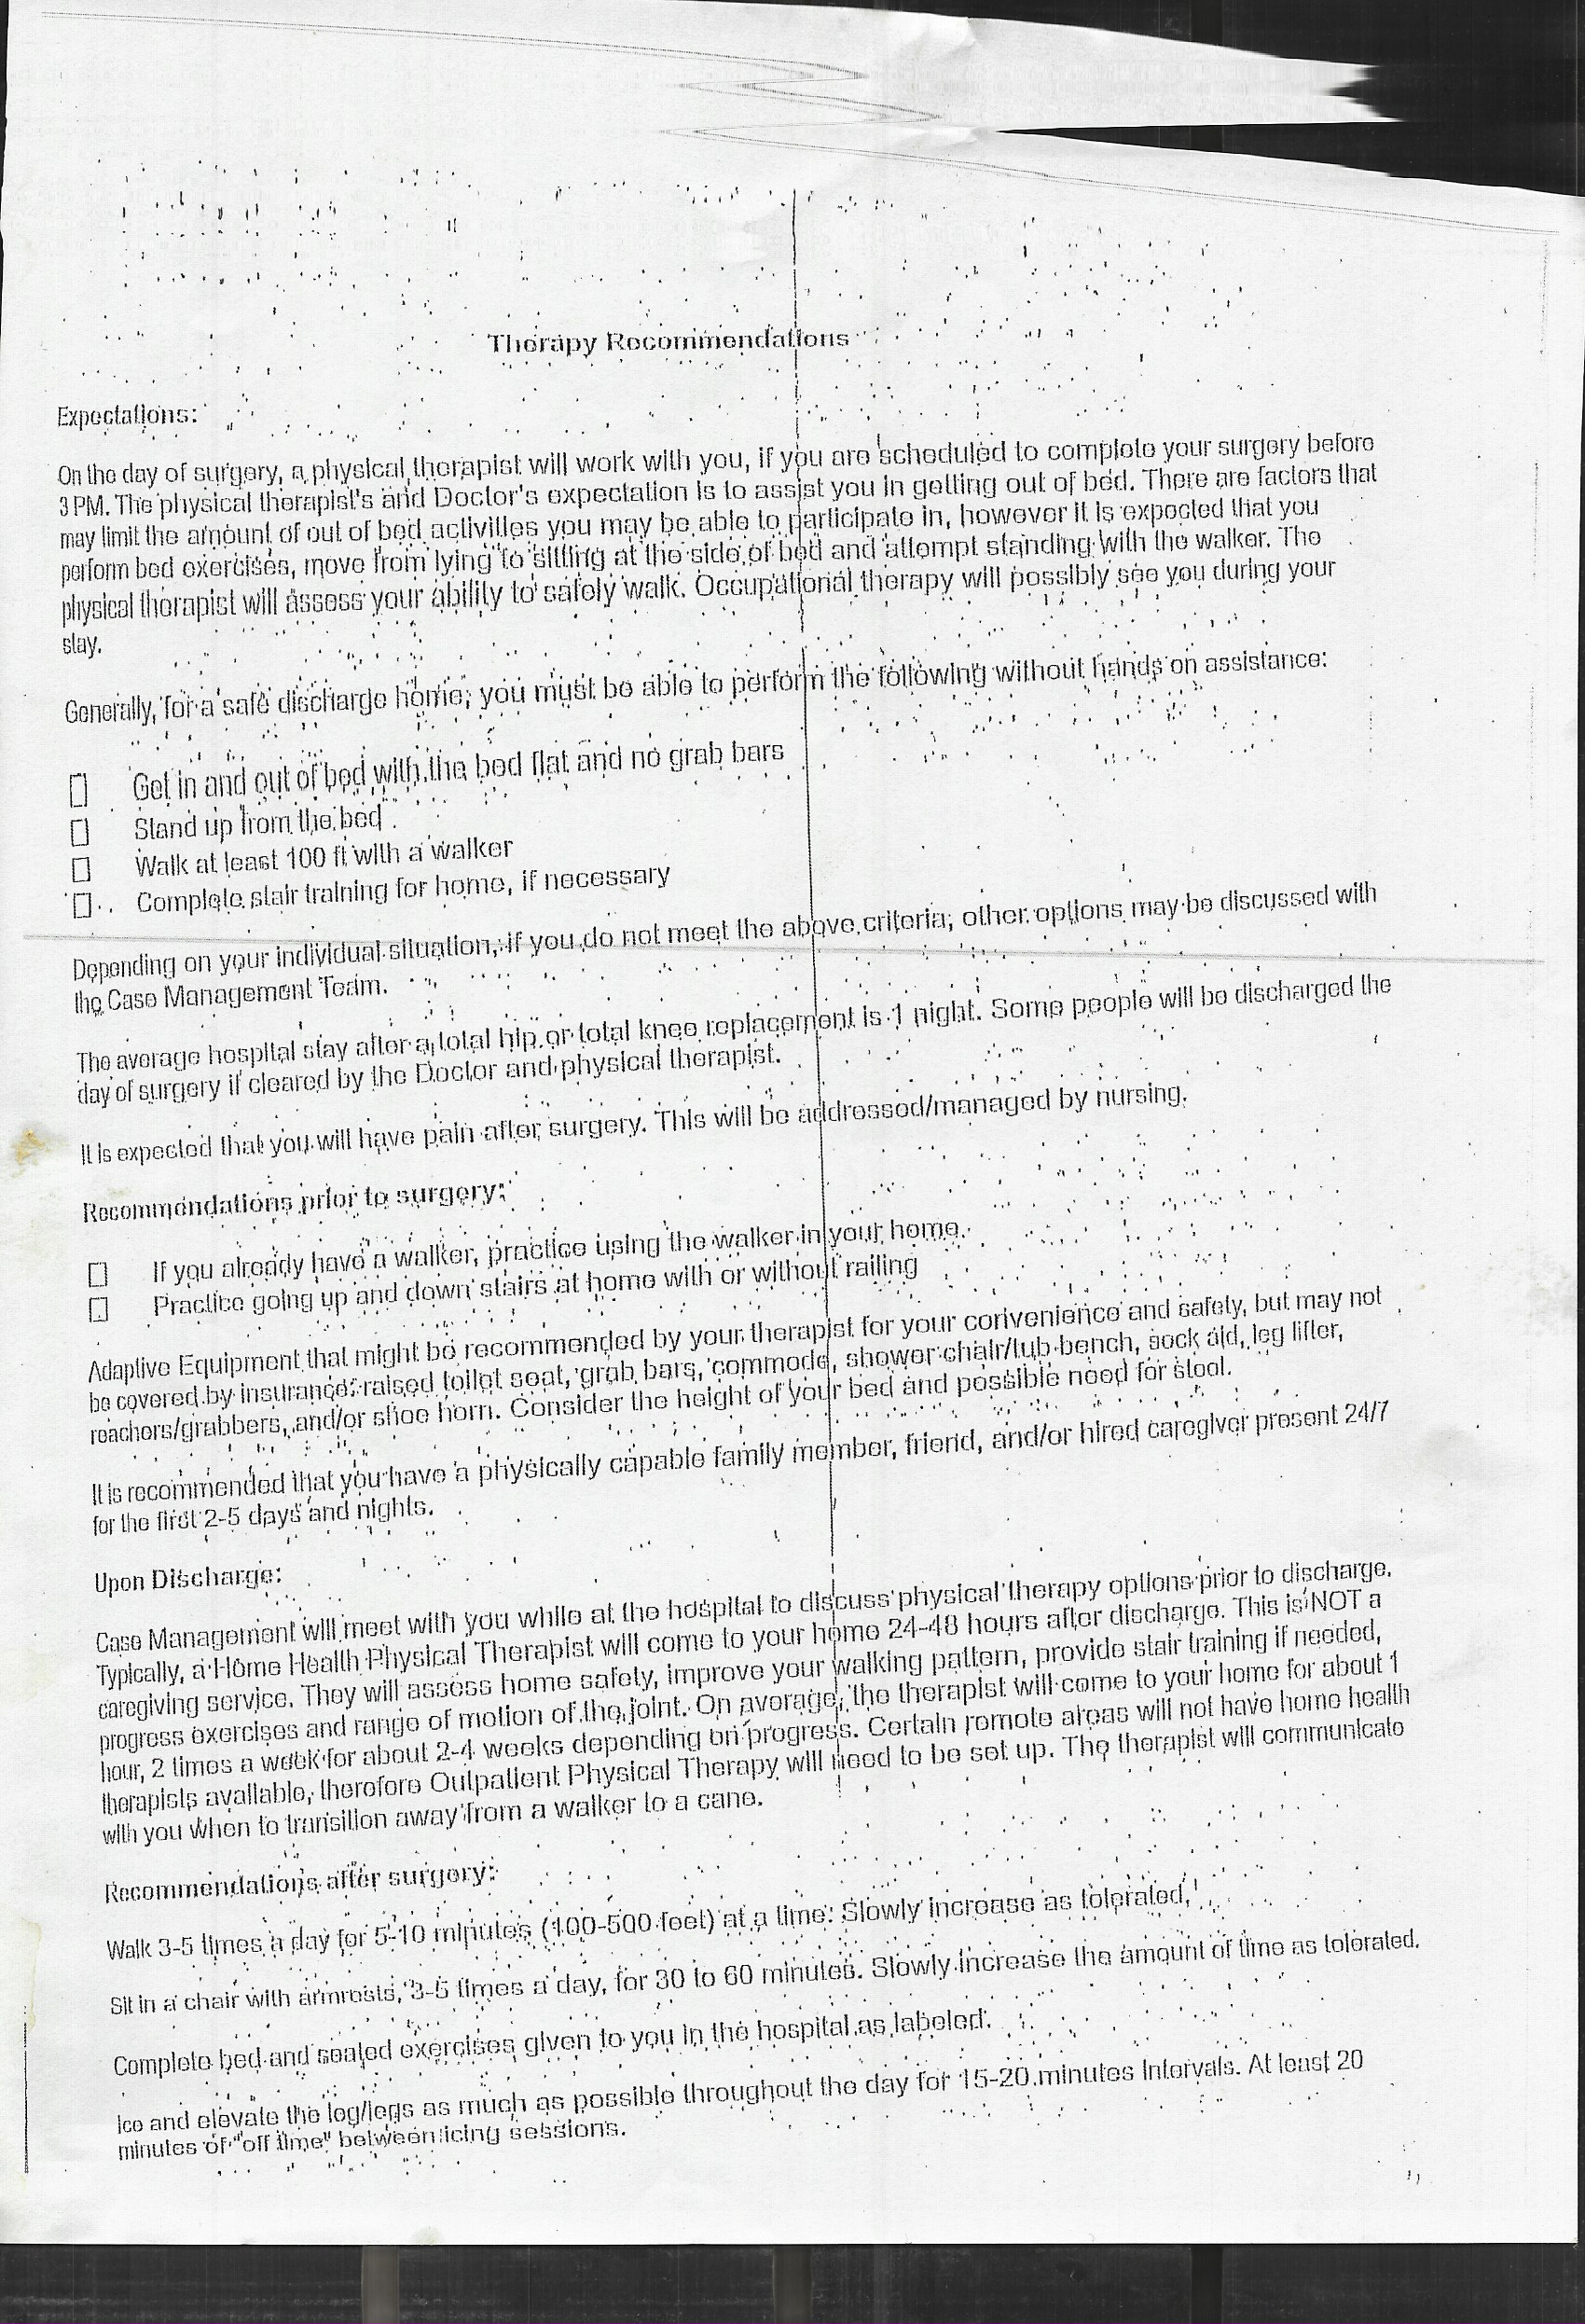 Therapy Recommendations
Expectations:
On the day of surgery, a physical therapist will work with you, if you are scheduled to complete your surgery before
3 PM. The physical therapist's and Doctor's expectation is to assist you in getting out of bed. There are factors that
may limit the amount of out of bed activities you may be able to participate in, however it is expected that you
perform bed exercises, move from lying to sitting at the side of bed and attempt standing with the walker. The
physical therapist will assess your ability to safely walk. Occupational therapy will possibly see you during your
stay.
Generally, for a safe discharge home, you must be able to perform the following without hands on assistance:
Get in and out of bed with the bed flat and no grab bars
Stand up from the bed
Walk at least 100 ft with a walker
Complete stair training for home, if necessary
Depending on your individual situation, if you do not meet the above criteria, other options may be discussed with
the Case Management Team.
The average hospital stay after a total hip or total knee replacement is 1 night. Some people will be discharged the
day of surgery if cleared by the Doctor and physical therapist.
It is expected that you will have pain after surgery. This will be addressed/managed by nursing.
Recommendations prior to surgery:
If you already have a walker, practice using the walker in your home.
Practice going up and down stairs at home with or without railing
Adaptive Equipment that might be recommended by your therapist for your convenience and safety, but may not
be covered by insurance: raised toilet seat, grab bars, commode, shower chair/tub bench, sock aid, leg lifter,
reachers/grabbers, and/or shoe horn. Consider the height of your bed and possible need for stool.
It is recommended that you have a physically capable family member, friend, and/or hired caregiver present 24/7
for the first 2-5 days and nights.
Upon Discharge:
Case Management will meet with you while at the hospital to discuss physical therapy options prior to discharge.
Typically, a Home Health Physical Therapist will come to your home 24-48 hours after discharge. This is NOT a
caregiving service. They will assess home safety, improve your walking pattern, provide stair training if needed,
progress exercises and range of motion of the joint. On average, the therapist will come to your home for about 1
hour, 2 times a week for about 2-4 weeks depending on progress. Certain remote areas will not have home health
therapists available, therefore Outpatient Physical Therapy will need to be set up. The therapist will communicate
with you when to transition away from a walker to a cane.
Recommendations after surgery:
Walk 3-5 times a day for 5-10 minutes (100-500 feet) at a time. Slowly increase as tolerated.
Sit in a chair with armrests, 3-5 times a day, for 30 to 60 minutes. Slowly increase the amount of time as tolerated.
Complete bed and seated exercises given to you in the hospital as labeled.
Ice and elevate the leg/legs as much as possible throughout the day for 15-20 minutes intervals. At least 20
minutes of "off time" between icing sessions.